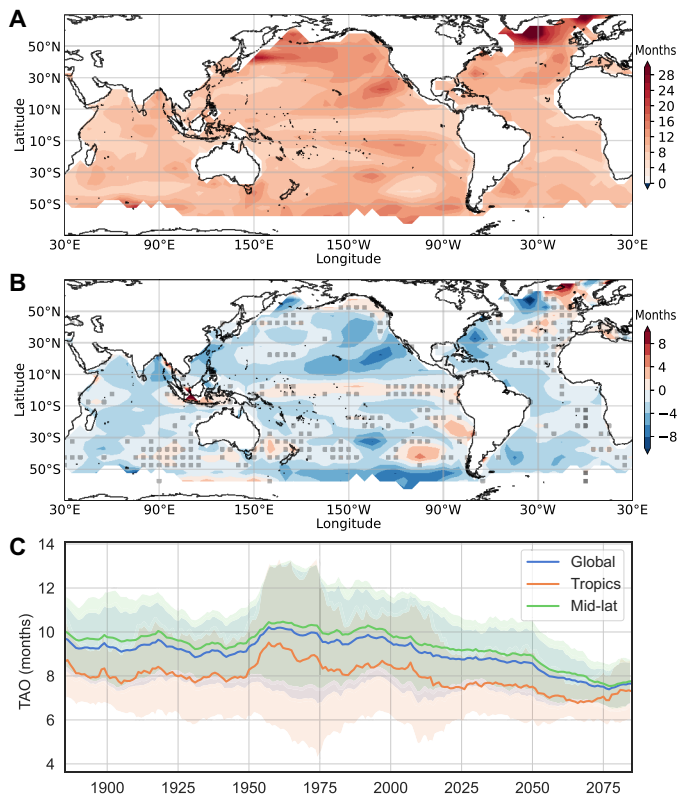 A
50°N
30°N
10°N
10°S
30°S
50°S
Latitude
30°E 90°E 150°E 150°W 90°W 30°W 30°E
Longitude
Months
28
24
20
16
12
8
4
0
B
50°N
30°N
10°N
10°S
30°S
50°S
Latitude
30°E 90°E 150°E 150°W 90°W 30°W 30°E
Longitude
Months
8
4
0
−4
−8
C
14
12
10
8
6
4
TAO (months)
Global
Tropics
Mid-lat
1900 1925 1950 1975 2000 2025 2050 2075